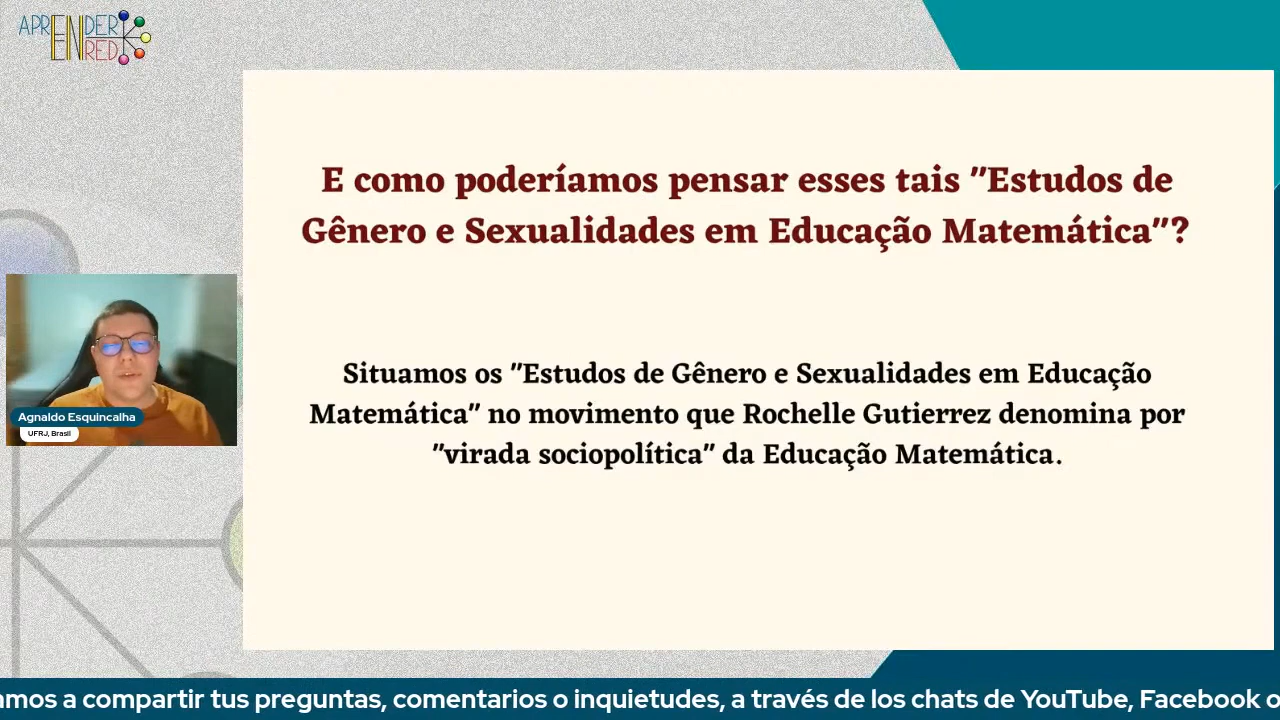 APRENDER
EN RED
E como poderíamos pensar esses tais "Estudos de
Gênero e Sexualidades em Educação Matemática"?
Situamos os "Estudos de Gênero e Sexualidades em Educação
Matemática" no movimento que Rochelle Gutierrez denomina por
"virada sociopolítica" da Educação Matemática.
Agnaldo Esquincalha
UFRJ, Brasil
amos a compartir tus preguntas, comentarios o inquietudes, a través de los chats de YouTube, Facebook o